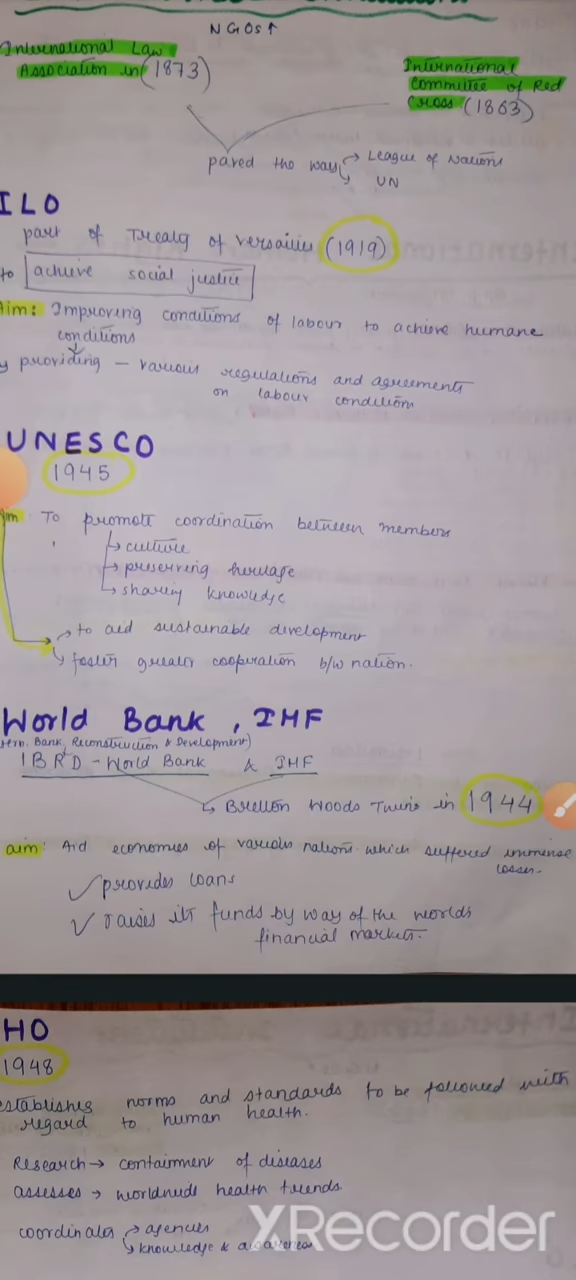 NGOs↑
International Law
Association in (1873)
International
Committee of Red
Cross (1863)
paved the way → League of Nations
→ UN
ILO
part of Treaty of Versailles (1919)
to achieve social justice
Aim: Improving conditions of labour to achieve humane
conditions
providing – various regulations and agreements
on labour conditions
UNESCO
1945
To promote coordination between members
↳ culture
↳ preserving heritage
↳ sharing knowledge
→ to aid sustainable development
↳ foster greater cooperation b/w nation.
World Bank, IMF
Bank, Reconstruction & Development)
IBRD - World Bank & IMF
↳ Bretton Woods Twins in 1944
aim: Aid economies of various nations which suffered immense
losses.
✓ provides loans
✓ raises its funds by way of the worlds
financial markets.
HO
1948
establishes norms and standards to be followed with
regard to human health.
Research → containment of diseases
assesses → worldwide health trends
coordinates → agencies
↳ knowledge & awareness
XRecorder